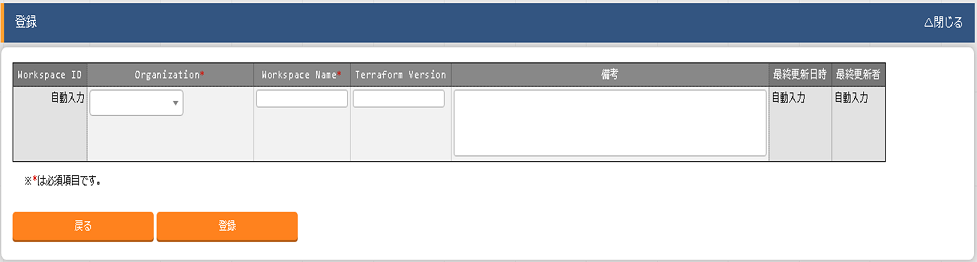 登録 △閉じる
Workspace ID Organization* Workspace Name* Terraform Version 備考 最終更新日時 最終更新者
自動入力 自動入力 自動入力
※*は必須項目です。
戻る 登録